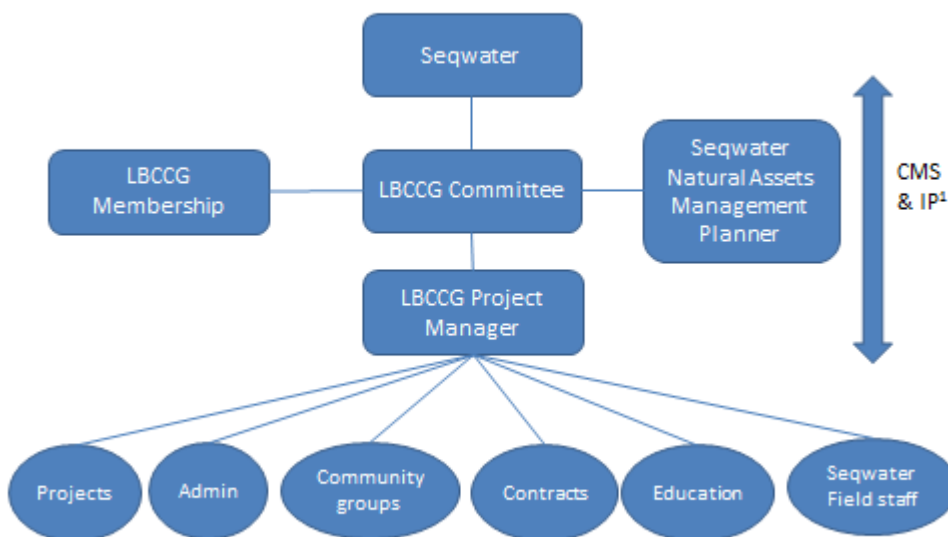 Seqwater
LBCCG
Membership
LBCCG Committee
Seqwater
Natural Assets
Management
Planner
CMS
& IP¹
LBCCG Project
Manager
Projects
Admin
Community
groups
Contracts
Education
Seqwater
Field staff